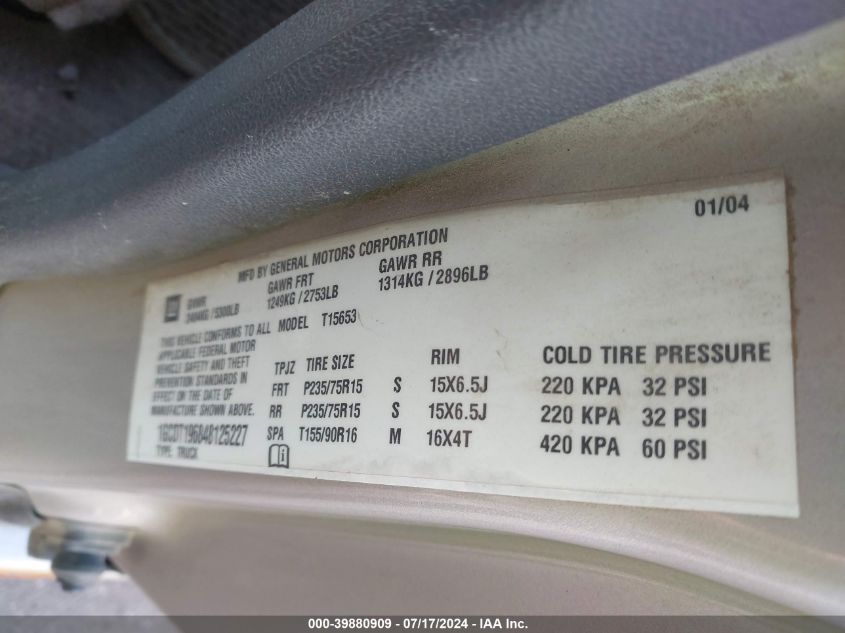 01/04
MFD BY GENERAL MOTORS CORPORATION
GM GVWR GAWR FRT GAWR RR
2404KG / 5300LB 1249KG / 2753LB 1314KG / 2896LB
THIS VEHICLE CONFORMS TO ALL
APPLICABLE FEDERAL MOTOR
VEHICLE SAFETY AND THEFT
PREVENTION STANDARDS IN
EFFECT ON THE DATE OF
MANUFACTURE SHOWN ABOVE.
1GCDT196848125227
TYPE: TRUCK
MODEL T15653
TPJZ TIRE SIZE RIM COLD TIRE PRESSURE
FRT P235/75R15 S 15X6.5J 220 KPA 32 PSI
RR P235/75R15 S 15X6.5J 220 KPA 32 PSI
SPA T155/90R16 M 16X4T 420 KPA 60 PSI
i
000-39880909 - 07/17/2024 - IAA Inc.